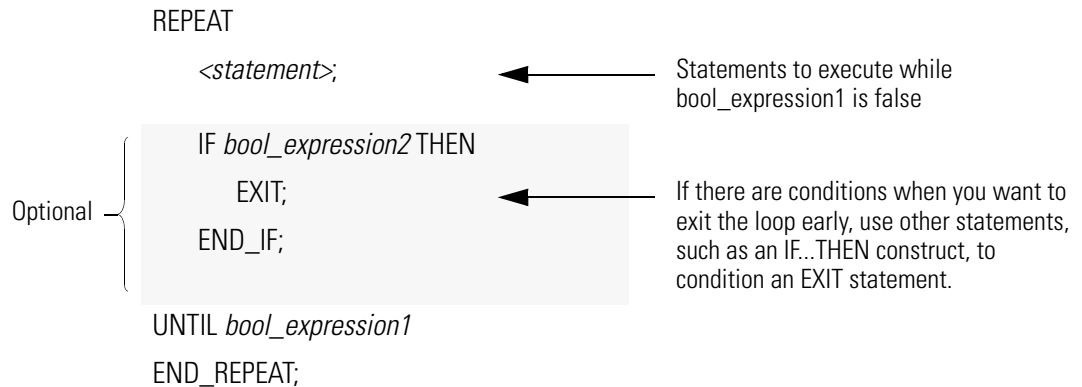 REPEAT
<statement>;
Statements to execute while
bool_expression1 is false
Optional
IF bool_expression2 THEN
EXIT;
END_IF;
If there are conditions when you want to
exit the loop early, use other statements,
such as an IF...THEN construct, to
condition an EXIT statement.
UNTIL bool_expression1
END_REPEAT;